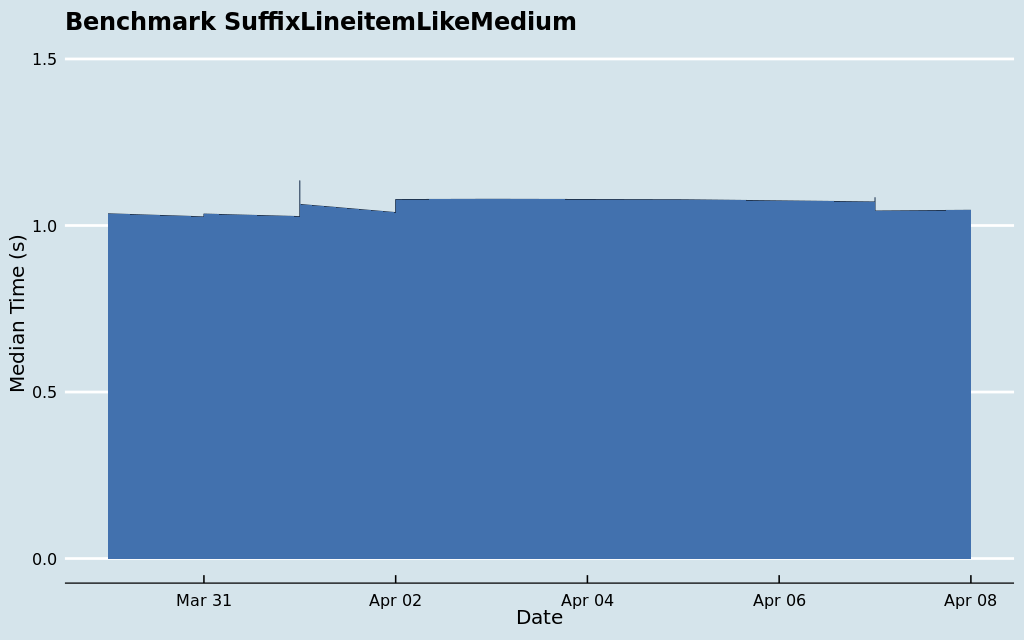 Benchmark SuffixLineitemLikeMedium
1.5
1.0
0.5
0.0
Median Time (s)
Mar 31
Apr 02
Apr 04
Apr 06
Apr 08
Date